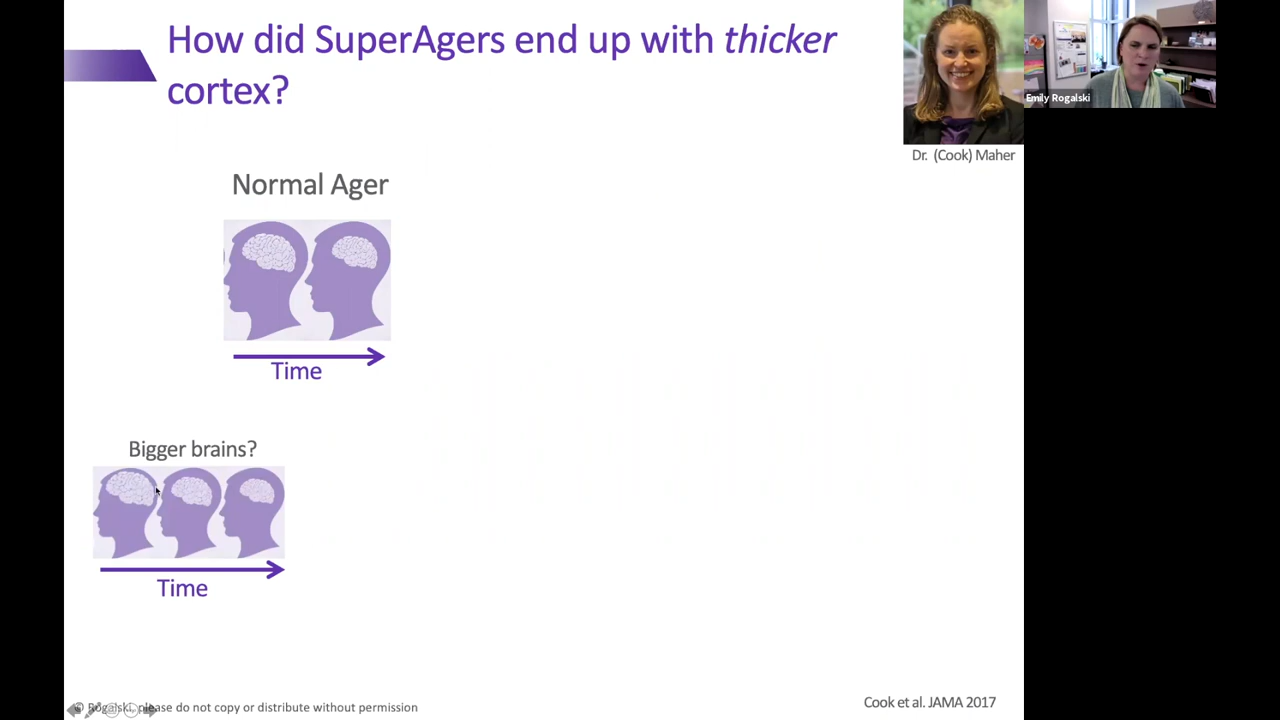 How did SuperAgers end up with thicker
cortex?
Emily Rogalski
Dr. (Cook) Maher
Normal Ager
Time
Bigger brains?
Time
© Rogalski, please do not copy or distribute without permission
Cook et al. JAMA 2017